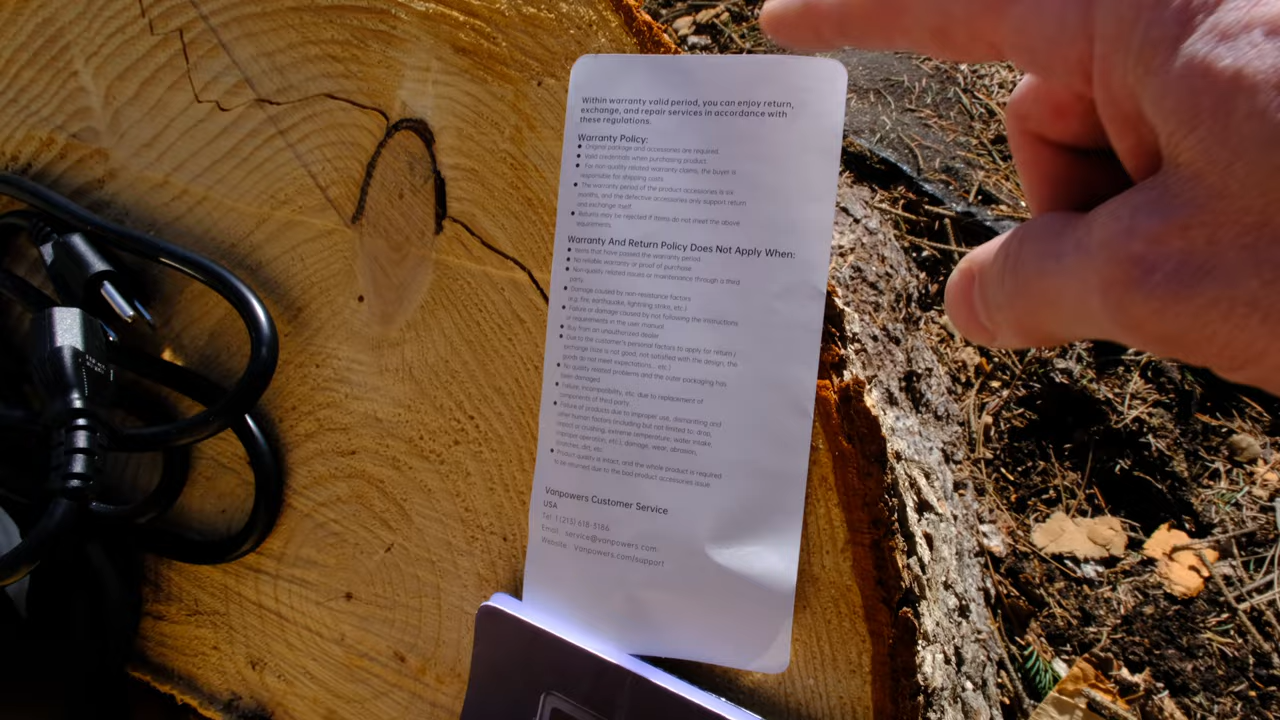 Within warranty valid period, you can enjoy return,
exchange, and repair services in accordance with
these regulations.
Warranty Policy:
● Original package and accessories are required.
● Valid credentials when purchasing product.
● For non-quality related warranty claims, the buyer is
responsible for shipping costs
● The warranty period of the product accessories is six
months, and the defective accessories only support return
and exchange itself.
● Returns may be rejected if items do not meet the above
requirements.
Warranty And Return Policy Does Not Apply When:
● Items that have passed the warranty period.
● No reliable warranty or proof of purchase.
● Non-quality related issues or maintenance through a third
party.
● Damage caused by non-resistance factors
(e.g. fire, earthquake, lightning strike, etc.)
● Failure or damage caused by not following the instructions
or requirements in the user manual.
● Buy from an unauthorized dealer
● Due to the customer's personal factors to apply for return /
exchange (size is not good, not satisfied with the design, the
goods do not meet expectations... etc.)
● No quality related problems and the outer packaging has
been damaged.
● Failure, incompatibility, etc. due to replacement of
components of third party.
● Failure of products due to improper use, dismantling and
other human factors (including but not limited to: drop,
impact or crushing, extreme temperature, water intake,
improper operation, etc.), damage, wear, abrasion,
scratches, dirt, etc.
● Product quality is intact, and the whole product is required
to be returned due to the bad product accessories issue
Vanpowers Customer Service
USA
Tel: 1 (213) 618-3186
Email: service@vanpowers.com
Website: vanpowers.com/support